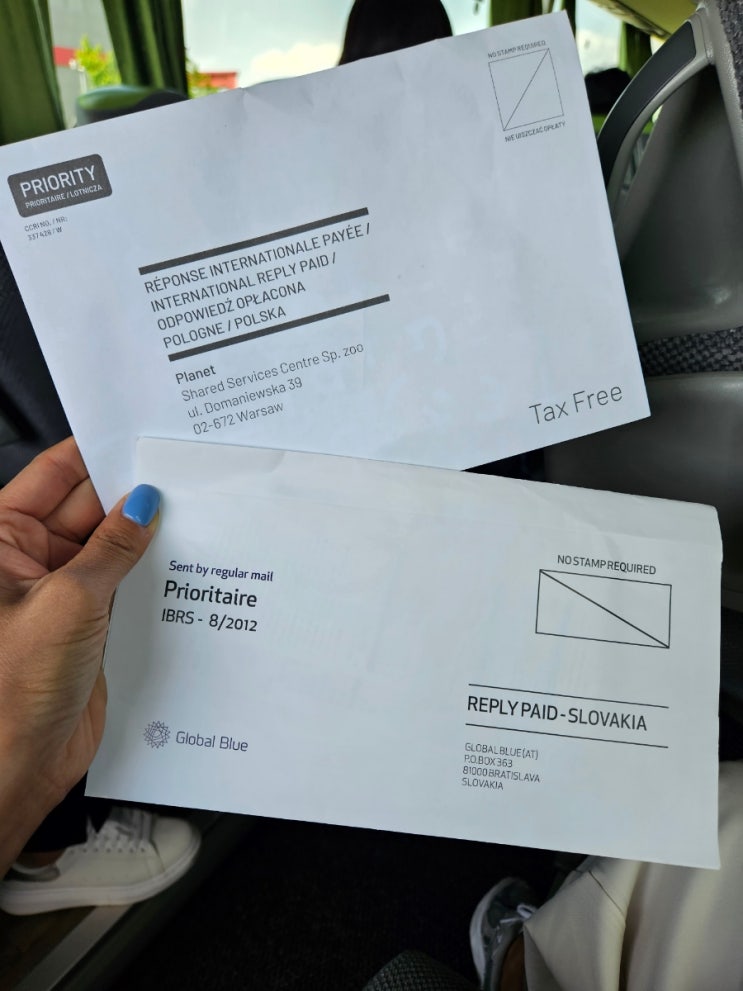 NO STAMP REQUIRED
NIE UISZCZAĆ OPŁATY
PRIORITY
PRIORITAIRE / LOTNICZA
CCRI NO. / NR:
337428 / W
RÉPONSE INTERNATIONALE PAYÉE /
INTERNATIONAL REPLY PAID /
ODPOWIEDŹ OPŁACONA
POLOGNE / POLSKA
Planet
Shared Services Centre Sp. zoo
ul. Domaniewska 39
02-672 Warsaw
Tax Free
Sent by regular mail
Prioritaire
IBRS - 8/2012
NO STAMP REQUIRED
Global Blue
REPLY PAID - SLOVAKIA
GLOBAL BLUE (AT)
P.O.BOX 363
81000 BRATISLAVA
SLOVAKIA